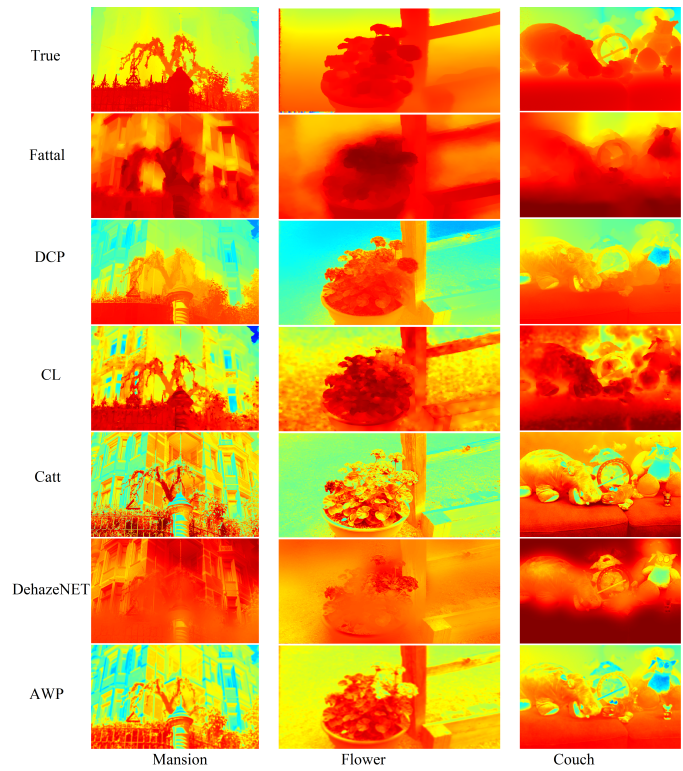 True
Fattal
DCP
CL
Catt
DehazeNET
AWP
Mansion Flower Couch